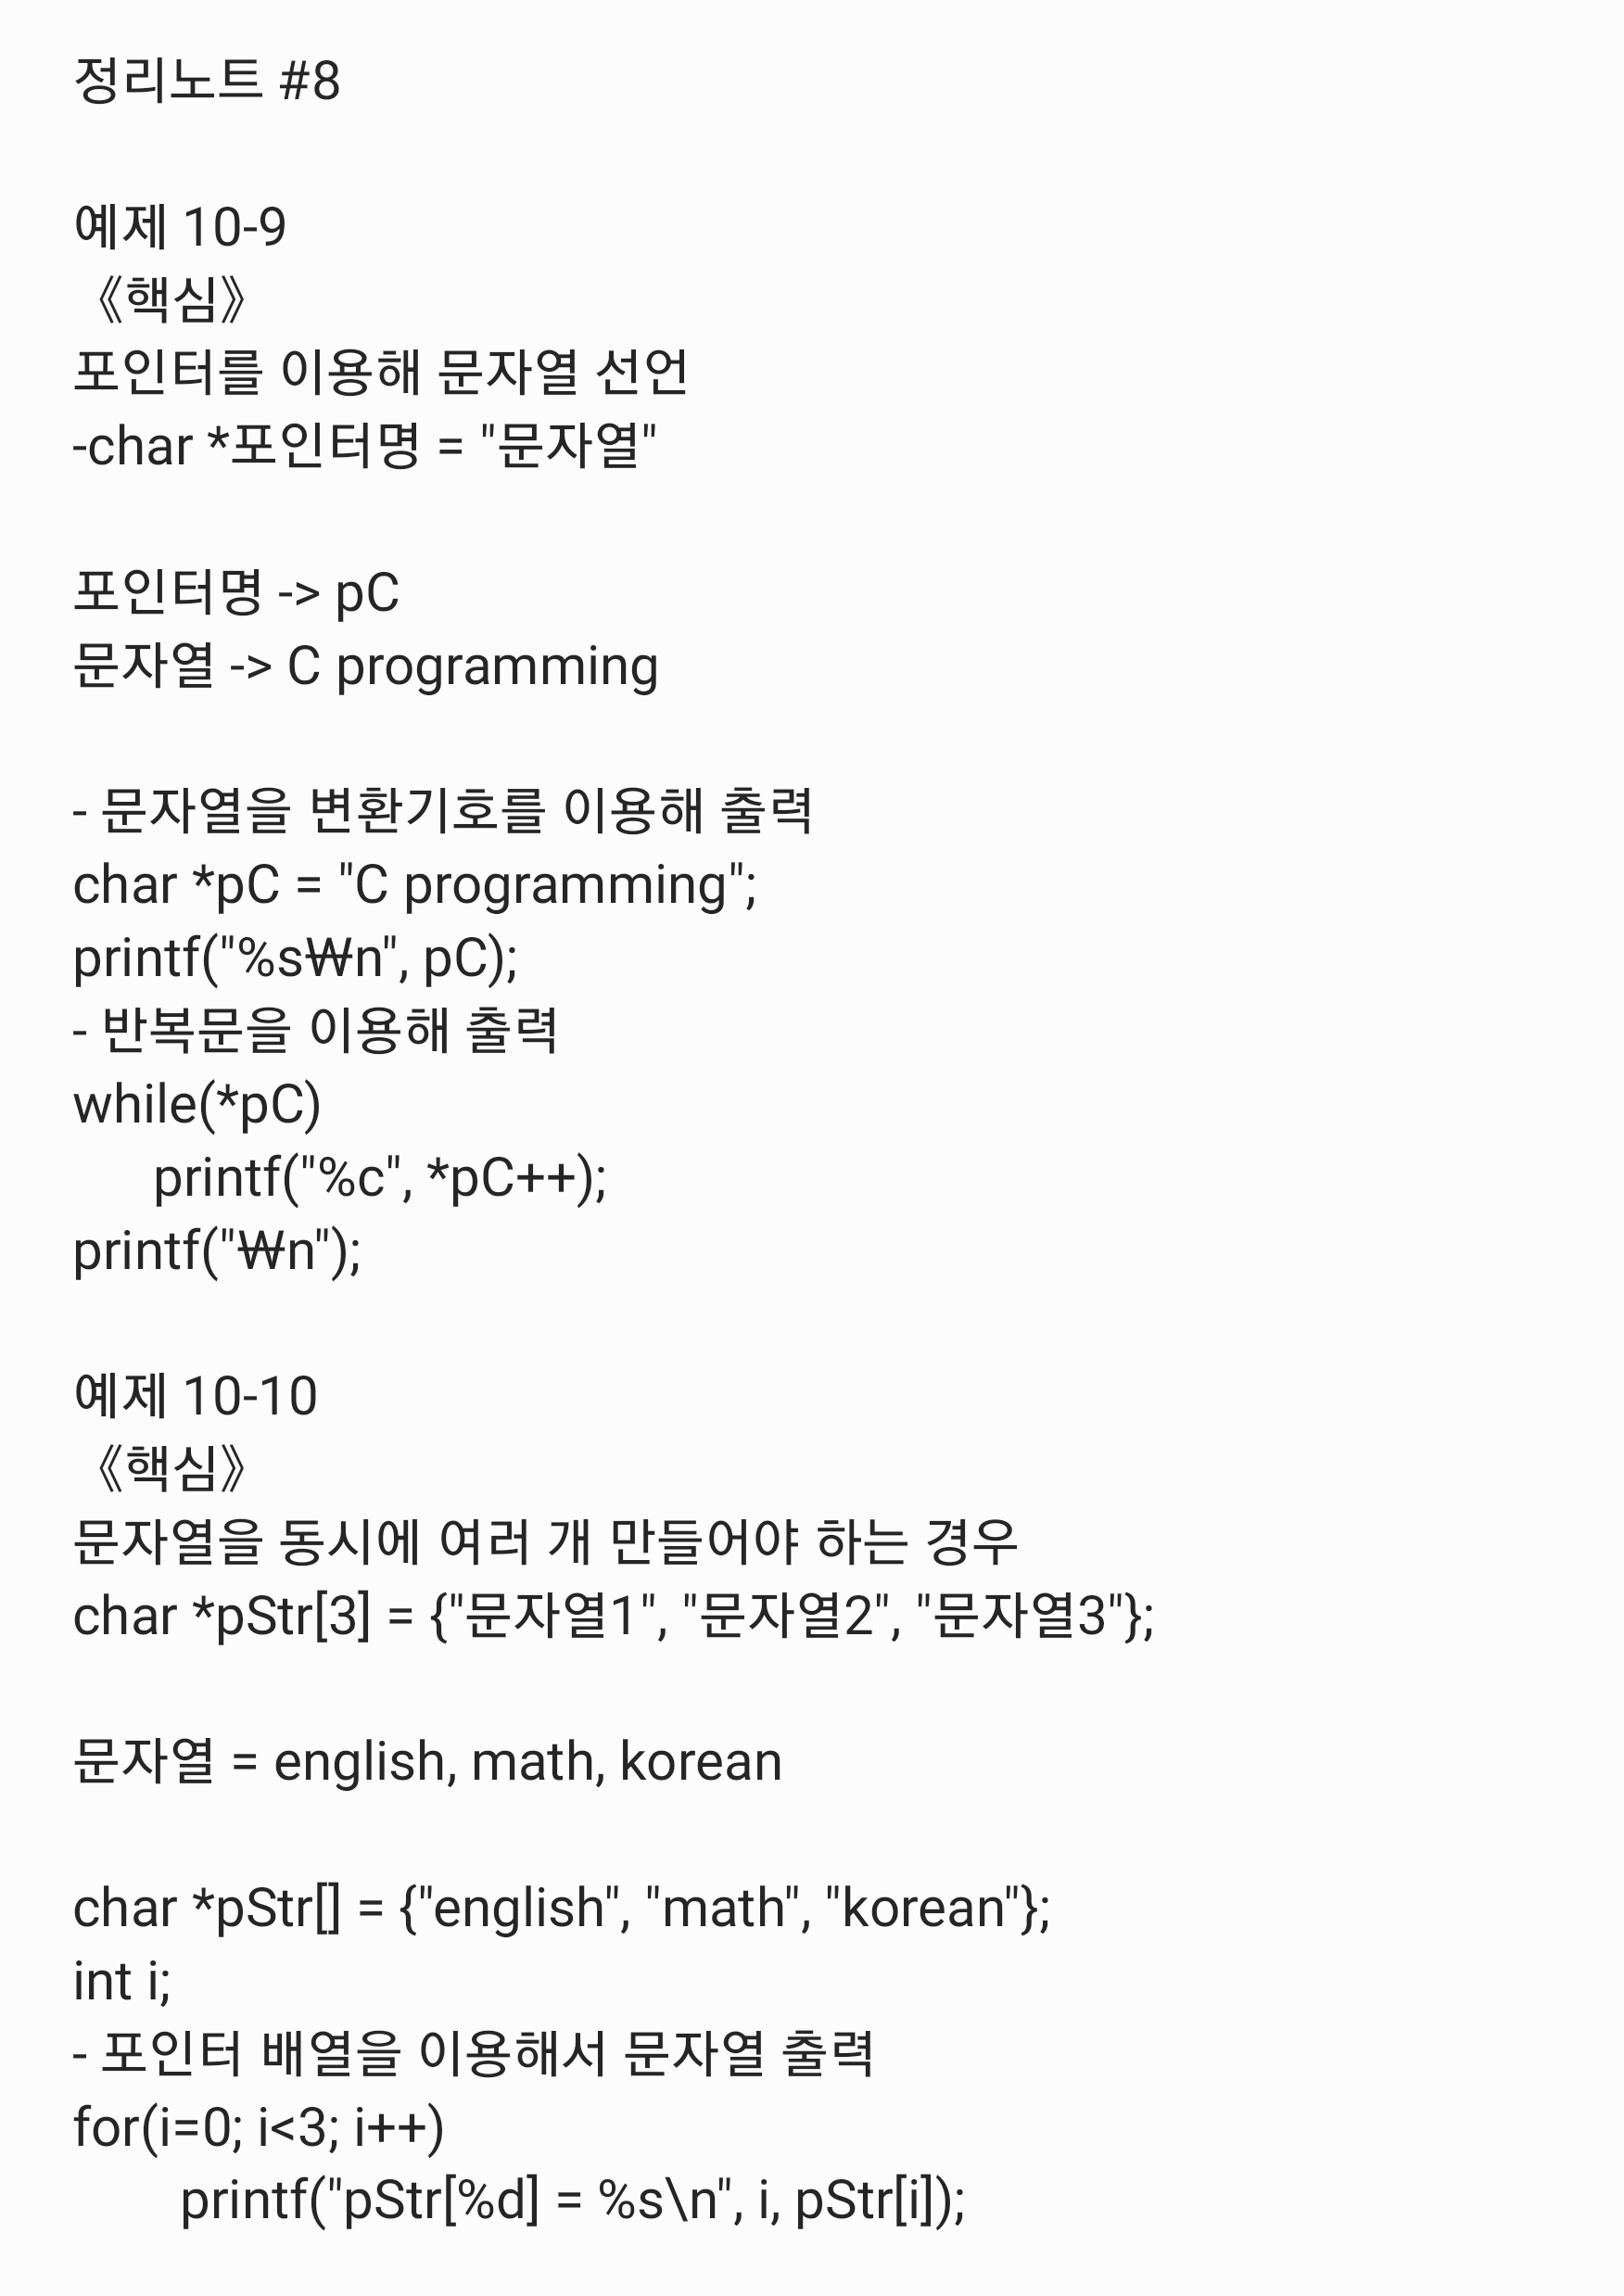 정리노트 #8
예제 10-9
《핵심》
포인터를 이용해 문자열 선언
-char *포인터명 = "문자열"
포인터명 -> pC
문자열 -> C programming
- 문자열을 변환기호를 이용해 출력
char *pC = "C programming";
printf("%s₩n", pC);
- 반복문을 이용해 출력
while(*pC)
printf("%c", *pC++);
printf("₩n");
예제 10-10
《핵심》
문자열을 동시에 여러 개 만들어야 하는 경우
char *pStr[3] = {"문자열1", "문자열2", "문자열3"};
문자열 = english, math, korean
char *pStr[] = {"english", "math", "korean"};
int i;
- 포인터 배열을 이용해서 문자열 출력
for(i=0; i<3; i++)
printf("pStr[%d] = %s\n", i, pStr[i]);